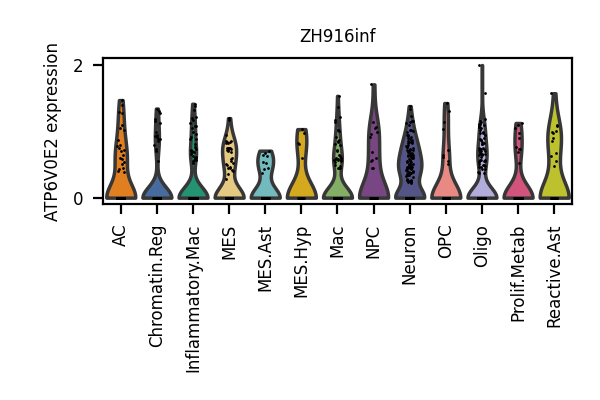 ZH916inf
ATP6V0E2 expression
2
0
AC
Chromatin.Reg
Inflammatory.Mac
MES
MES.Ast
MES.Hyp
Mac
NPC
Neuron
OPC
Oligo
Prolif.Metab
Reactive.Ast